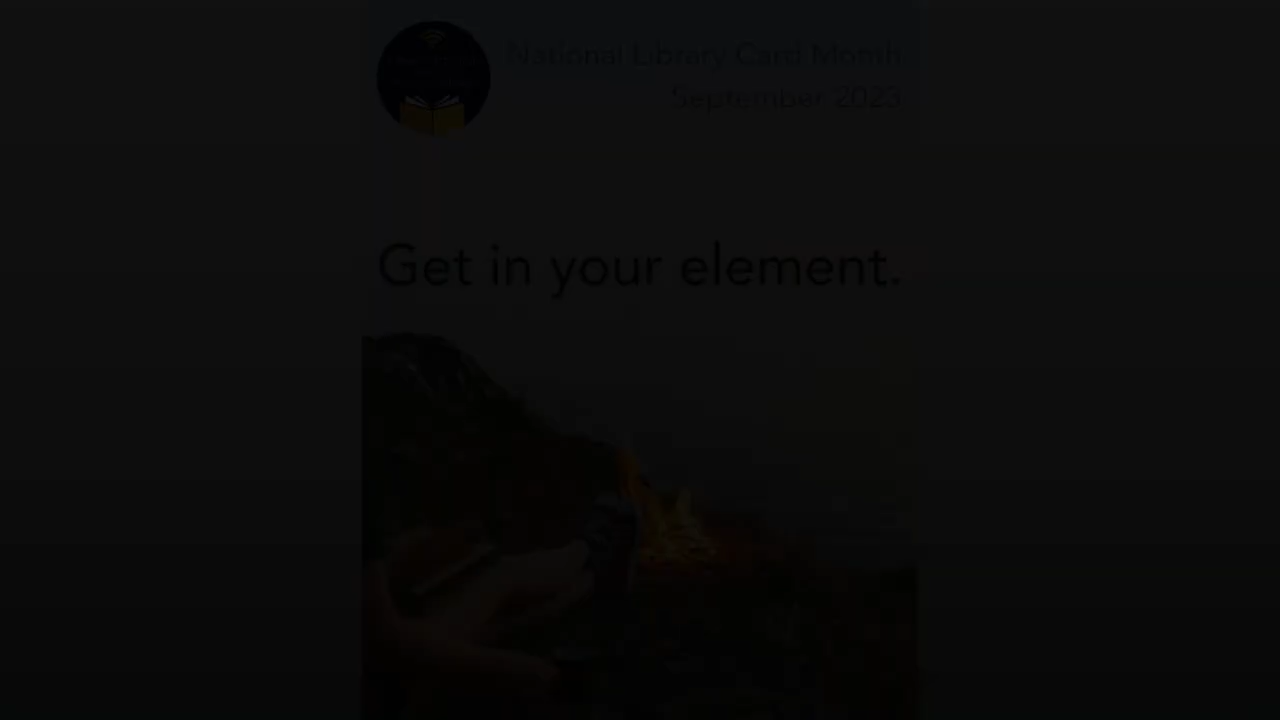 National Library Card Month
September 2023
Get in your element.